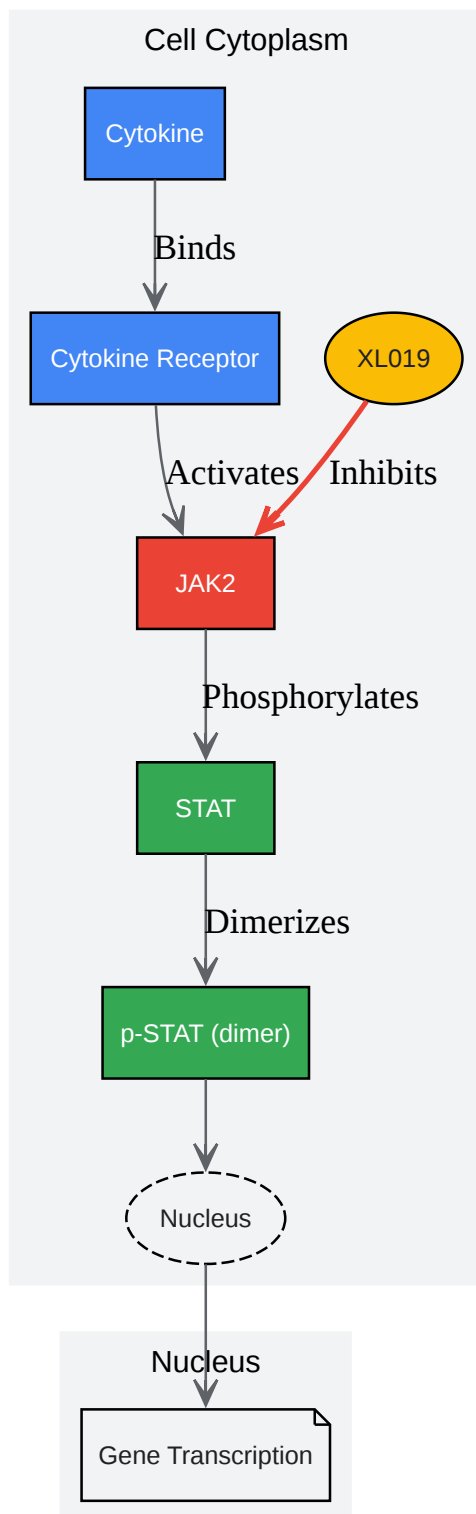 Cell Cytoplasm
Cytokine
Binds
Cytokine Receptor
XL019
Activates
Inhibits
JAK2
Phosphorylates
STAT
Dimerizes
p-STAT (dimer)
Nucleus
Nucleus
Gene Transcription